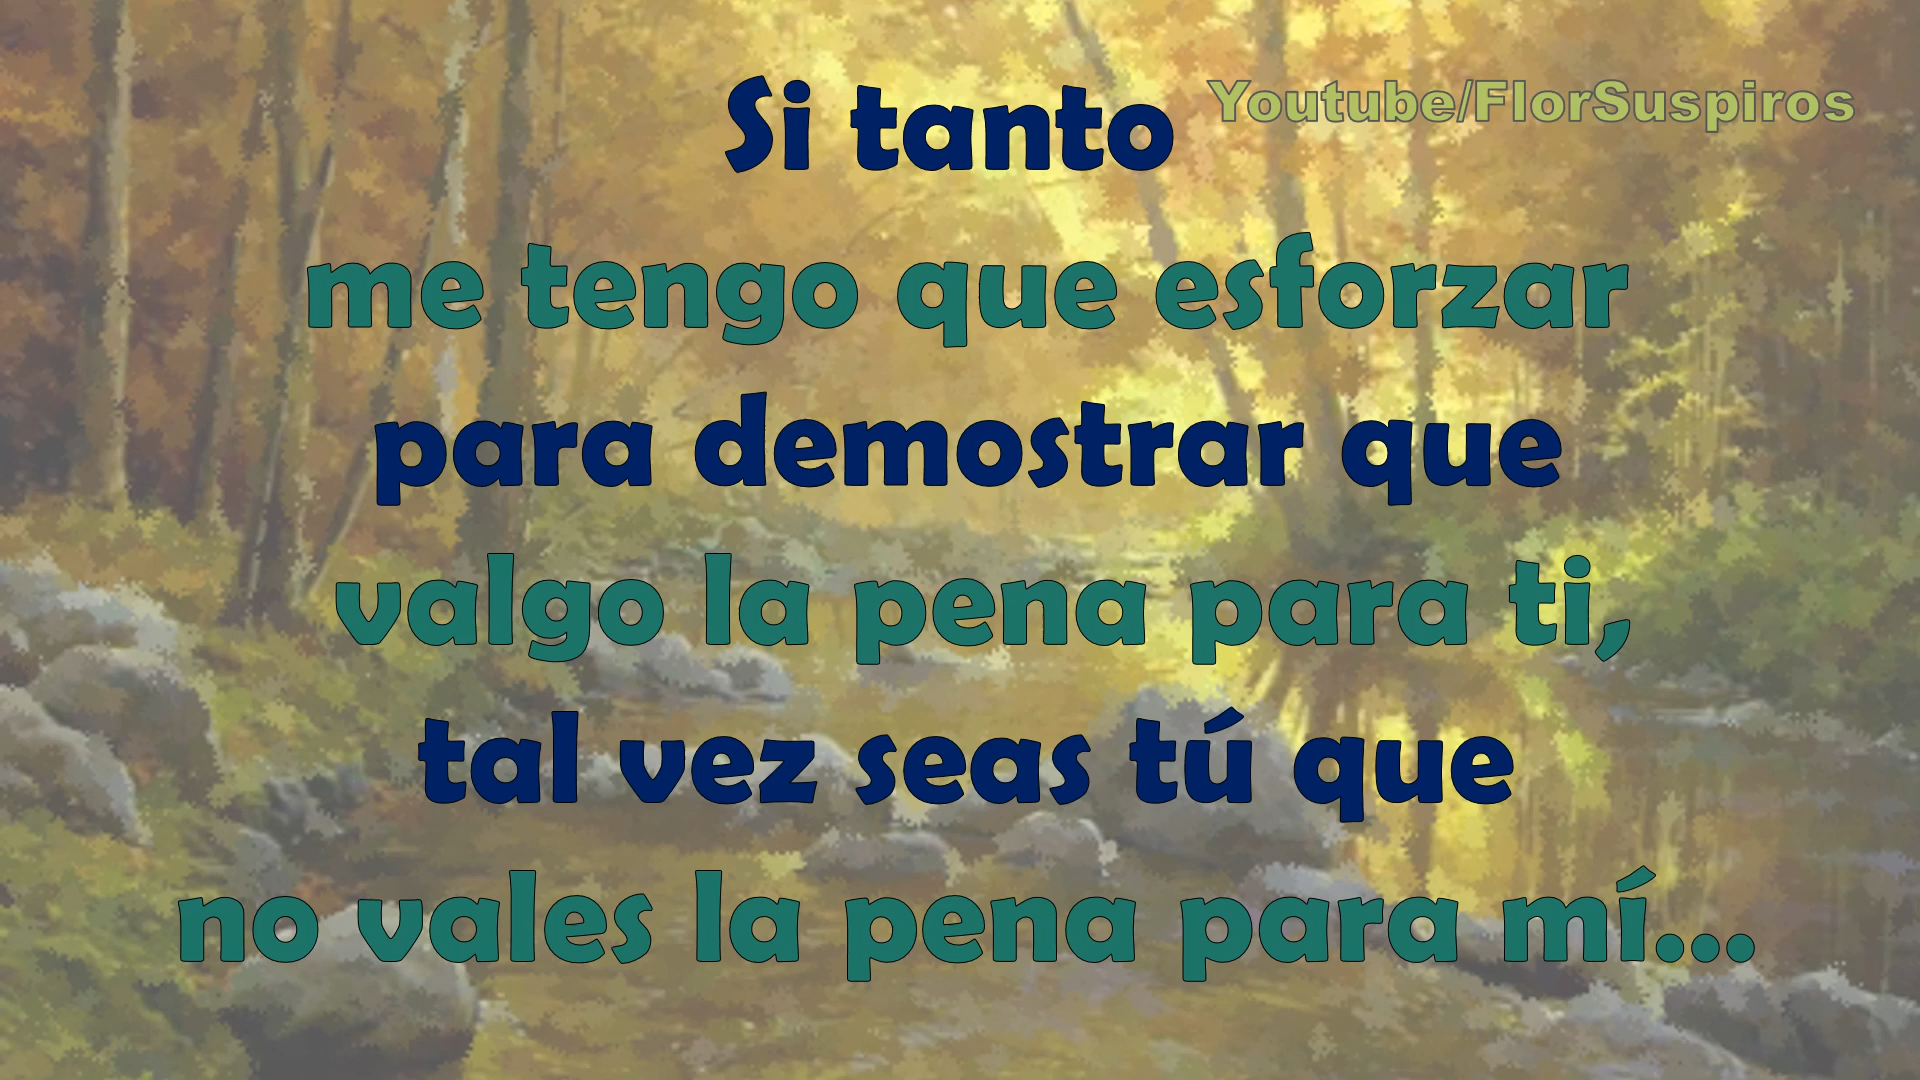 Si tanto
Youtube/FlorSuspiros
me tengo que esforzar
para demostrar que
valgo la pena para ti,
tal vez seas tú que
no vales la pena para mí...